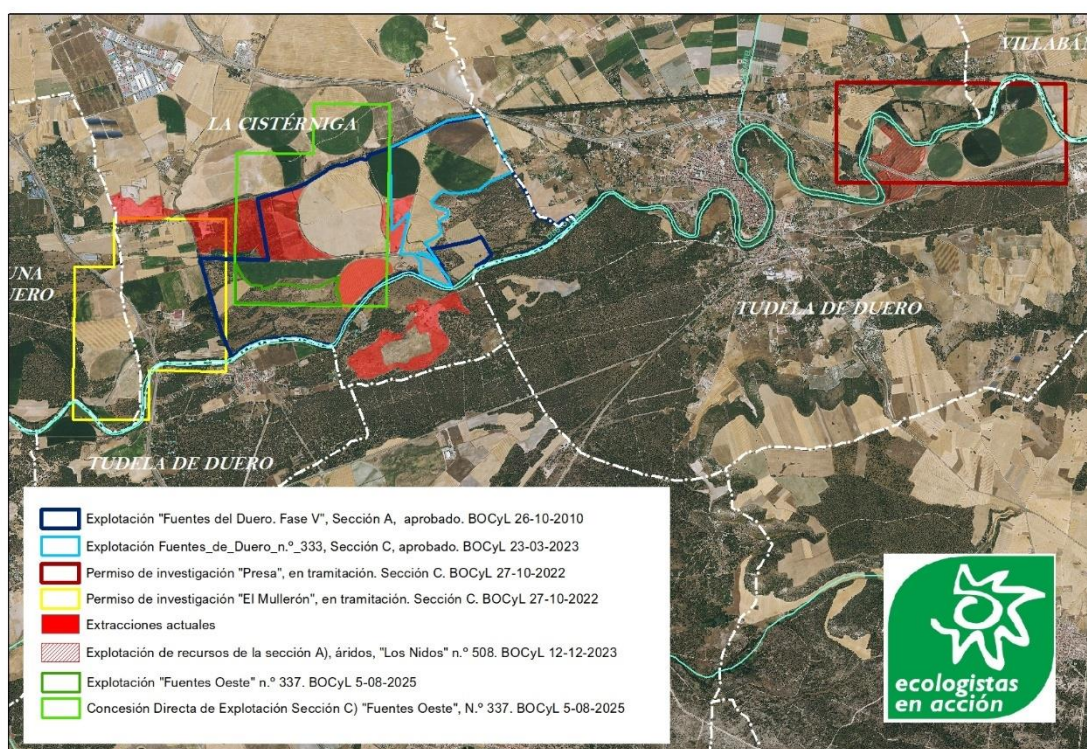 VILLABÁ
LA CISTÉRNIGA
UNA
UERO
TUDELA DE DUERO
TUDELA DE DUERO
Explotación "Fuentes del Duero. Fase V", Sección A, aprobado. BOCyL 26-10-2010
Explotación Fuentes_de_Duero_n.º_333, Sección C, aprobado. BOCyL 23-03-2023
Permiso de investigación "Presa", en tramitación. Sección C. BOCyL 27-10-2022
Permiso de investigación "El Mullerón", en tramitación. Sección C. BOCyL 27-10-2022
Extracciones actuales
Explotación de recursos de la sección A), áridos, "Los Nidos" n.º 508. BOCyL 12-12-2023
Explotación "Fuentes Oeste" n.º 337. BOCyL 5-08-2025
Concesión Directa de Explotación Sección C) "Fuentes Oeste", N.º 337. BOCyL 5-08-2025
ecologistas
en acción